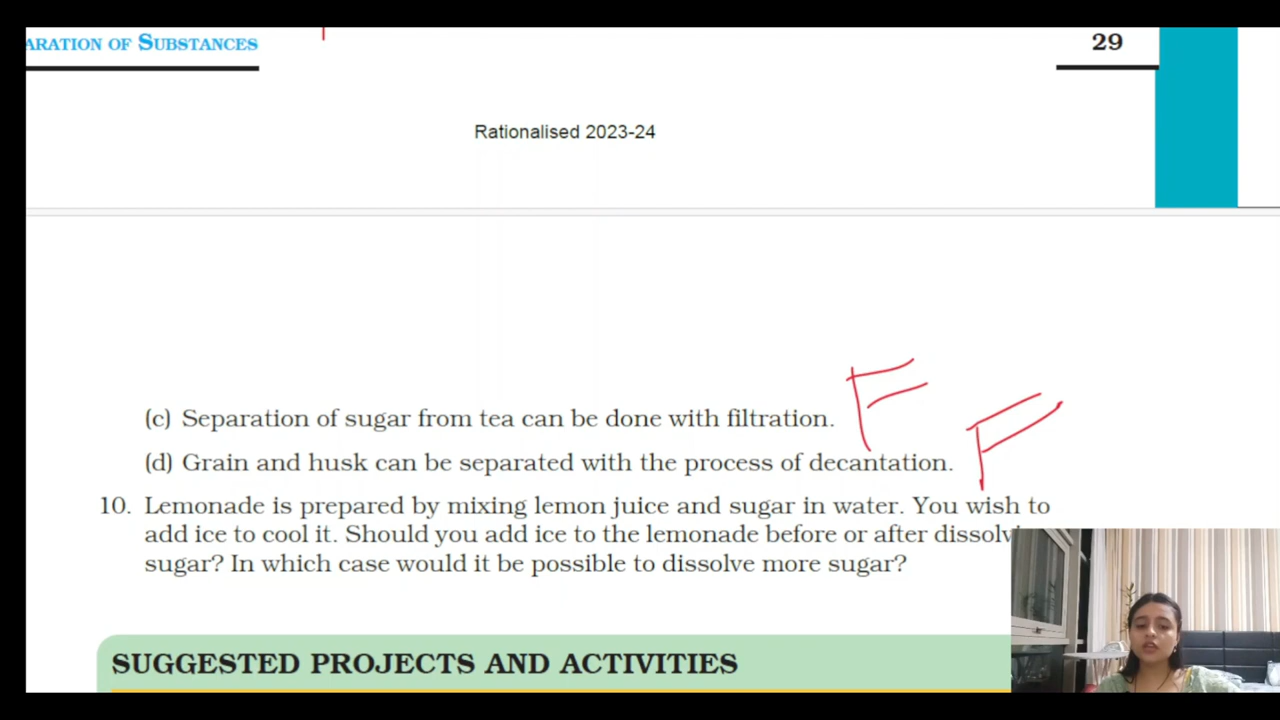 ARATION OF SUBSTANCES
29
Rationalised 2023-24
(c) Separation of sugar from tea can be done with filtration. F
(d) Grain and husk can be separated with the process of decantation. F
10. Lemonade is prepared by mixing lemon juice and sugar in water. You wish to
add ice to cool it. Should you add ice to the lemonade before or after dissolv
sugar? In which case would it be possible to dissolve more sugar?
SUGGESTED PROJECTS AND ACTIVITIES